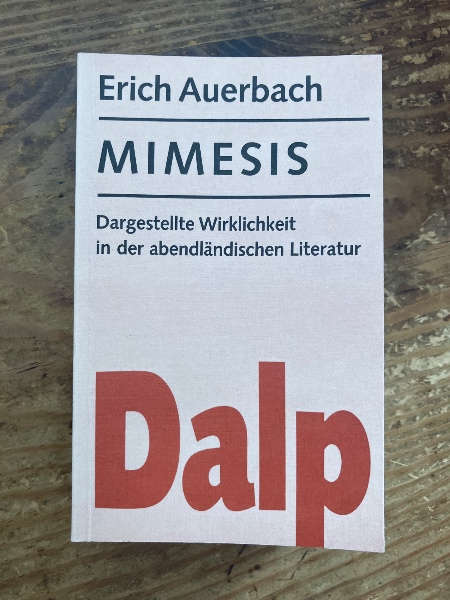 Erich Auerbach
MIMESIS
Dargestellte Wirklichkeit
in der abendländischen Literatur
Dalp